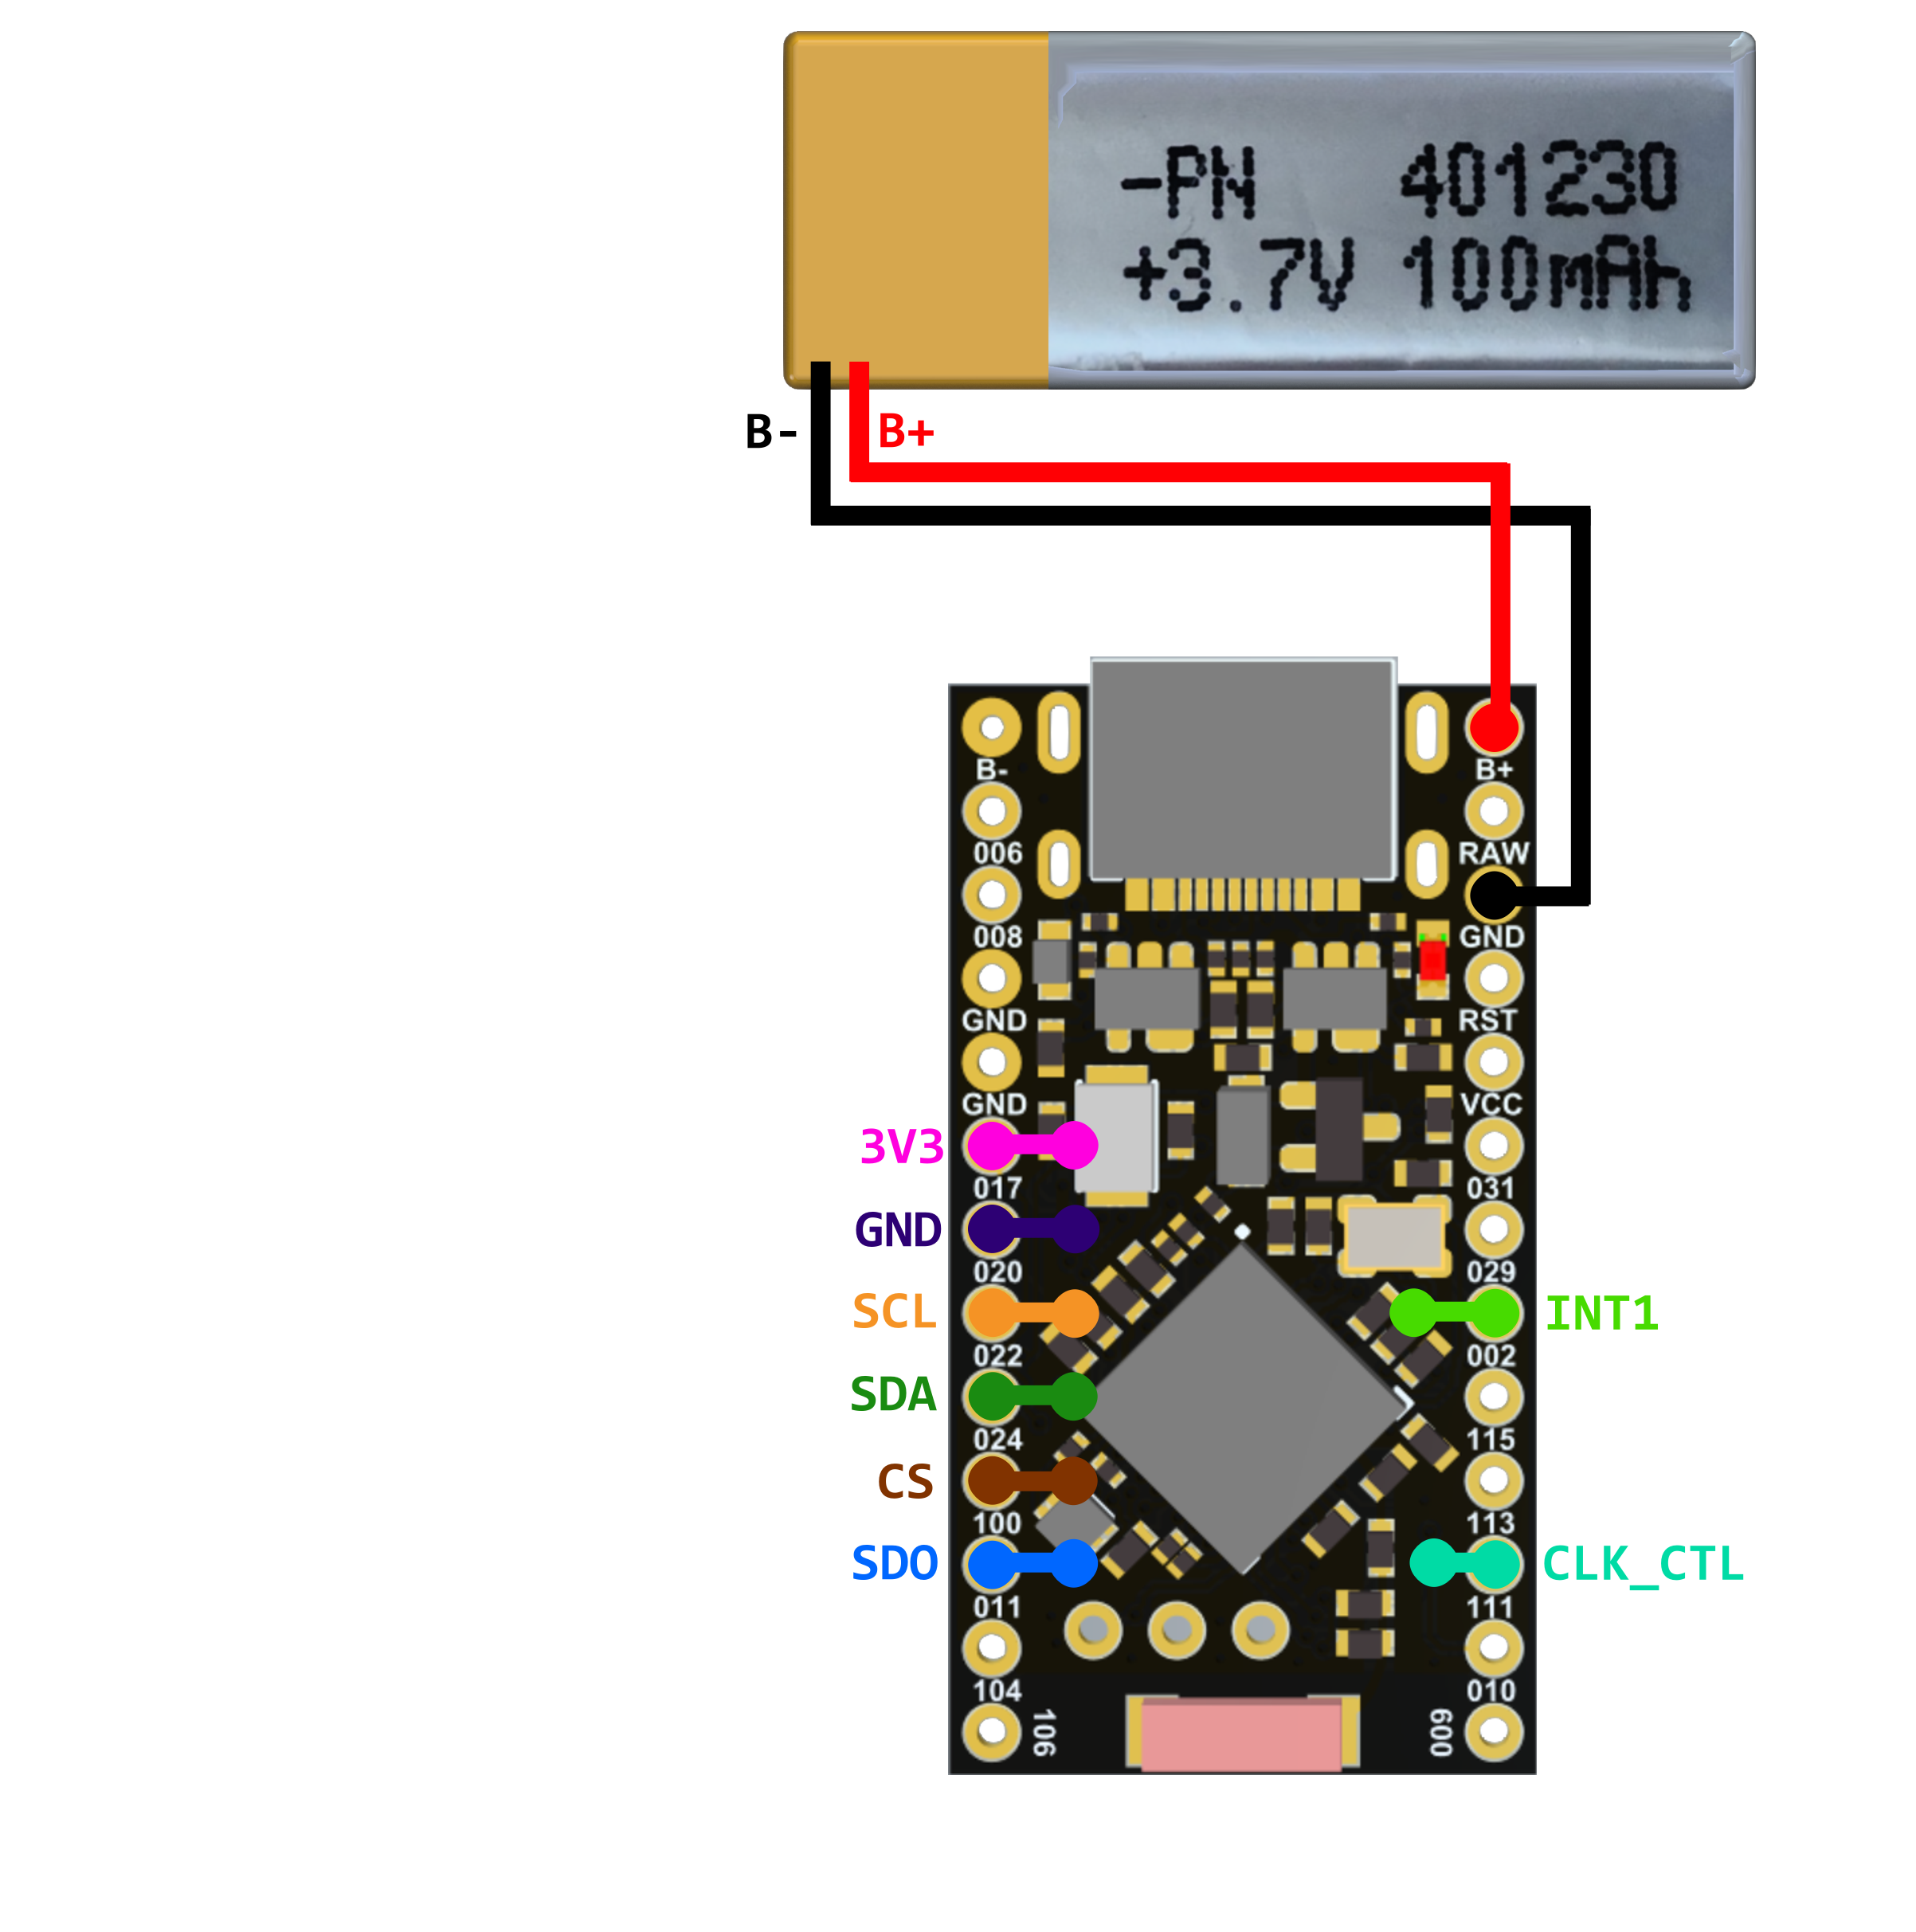 -PN 401230
+3.7V 100mAh
B- B+
B- B+
006 RAW
008 GND
GND RST
GND VCC
3V3
017 031
GND
020 029
SCL INT1
022 002
SDA
024 115
CS
100 113
SDO CLK_CTL
011 111
104 010
106 009